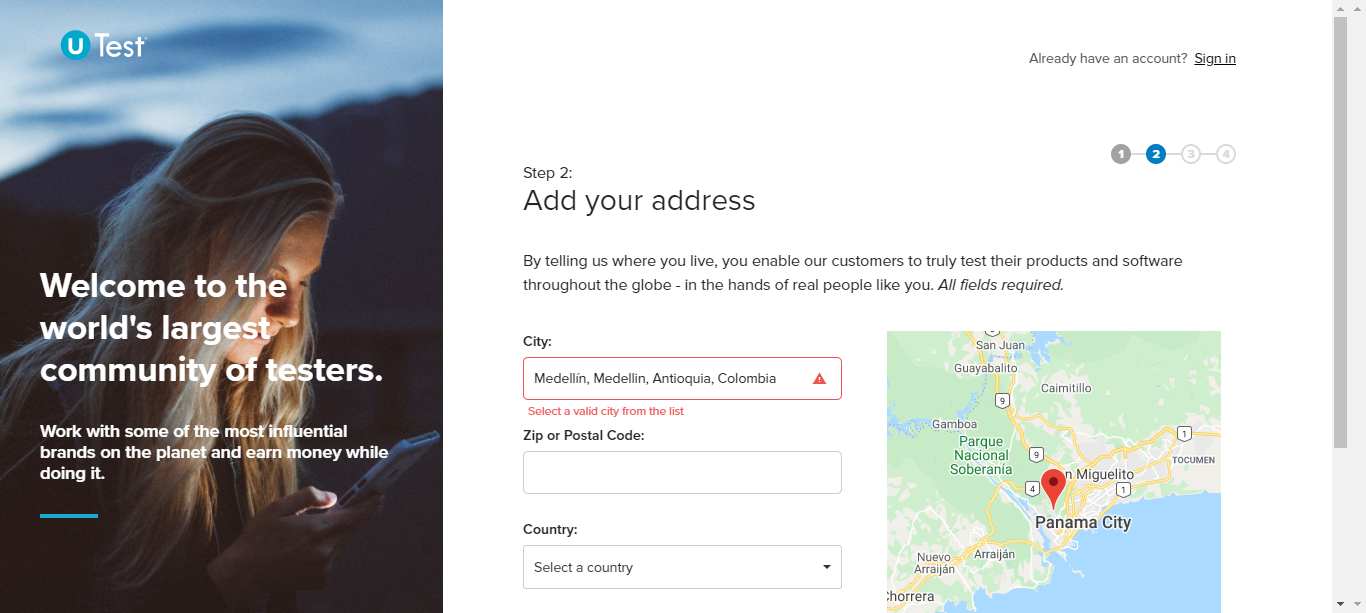 U Test
Already have an account? Sign in
1 2 3 4
Step 2:
Add your address
Welcome to the
world's largest
community of testers.
Work with some of the most influential
brands on the planet and earn money while
doing it.
By telling us where you live, you enable our customers to truly test their products and software
throughout the globe - in the hands of real people like you. All fields required.
City:
Medellín, Medellin, Antioquia, Colombia
Select a valid city from the list
Zip or Postal Code:
Country:
Select a country
San Juan
Guayabalito
Caimitillo
9
Gamboa
1
Parque
Nacional
Soberanía
9
TOCUMEN
n Miguelito
4
1
Panama City
Nuevo
Arraiján
Arraiján
Chorrera